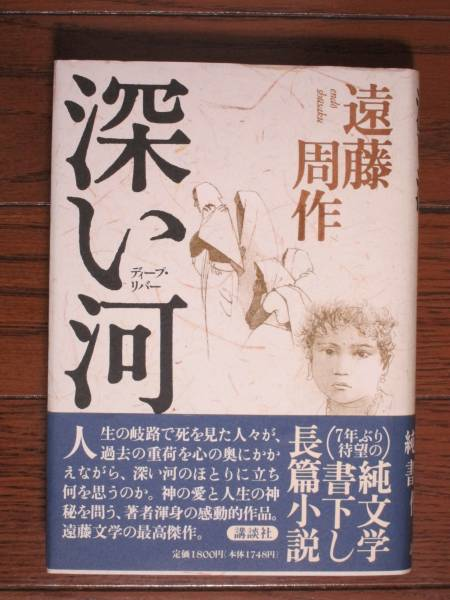 遠藤
周作
endo
shusaku
深い河
ディープ・
リバー
(7年ぶり
待望の)
純文学
書下し
長篇小説
人生の岐路で死を見た人々が、
過去の重荷を心の奥にかか
えながら、深い河のほとりに立ち
何を思うのか。神の愛と人生の神
秘を問う、著者渾身の感動的作品。
遠藤文学の最高傑作。
講談社
定価1800円(本体1748円)